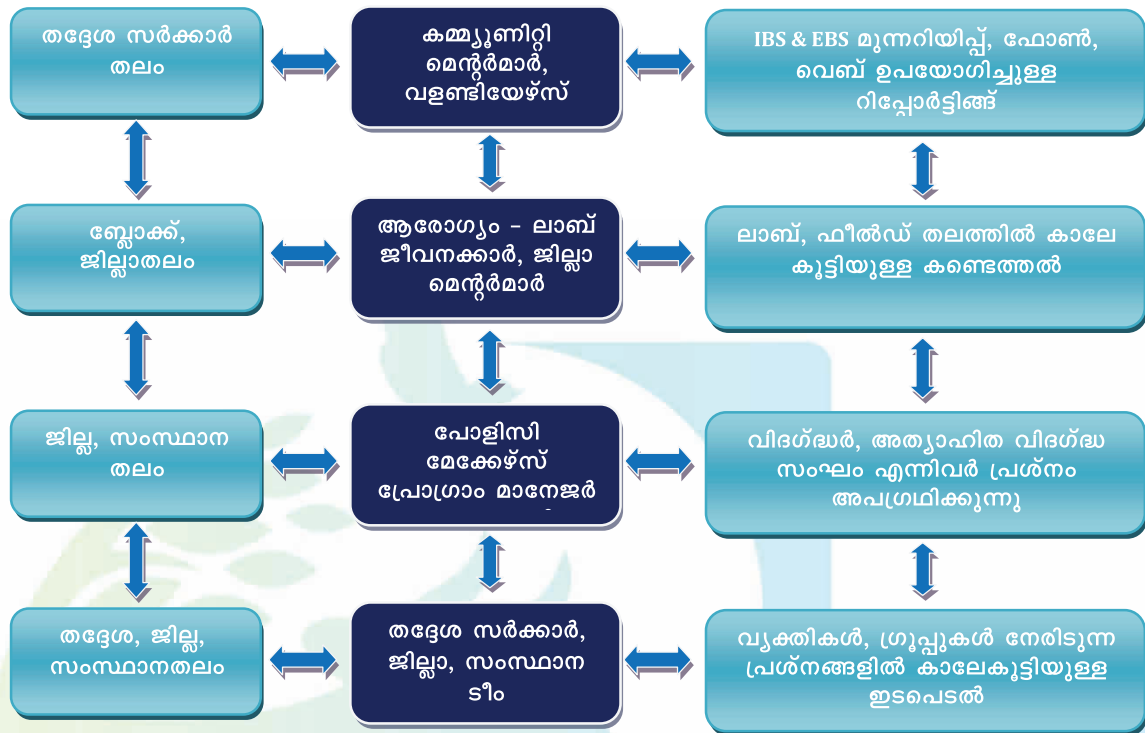 തദ്ദേശ സർക്കാർ
തലം
കമ്മ്യൂണിറ്റി
മെന്റർമാർ,
വളണ്ടിയേഴ്സ്
IBS & EBS മുന്നറിയിപ്പ്, ഫോൺ,
വെബ് ഉപയോഗിച്ചുള്ള
റിപ്പോർട്ടിങ്ങ്
ബ്ലോക്ക്,
ജില്ലാതലം
ആരോഗ്യം – ലാബ്
ജീവനക്കാർ, ജില്ലാ
മെന്റർമാർ
ലാബ്, ഫീൽഡ് തലത്തിൽ കാലേ
കൂട്ടിയുള്ള കണ്ടെത്തൽ
ജില്ല, സംസ്ഥാന
തലം
പോളിസി
മേക്കേഴ്സ്
പ്രോഗ്രാം മാനേജർ
വിദഗ്ദ്ധർ, അത്യാഹിത വിദഗ്ദ്ധ
സംഘം എന്നിവർ പ്രശ്നം
അപഗ്രഥിക്കുന്നു
തദ്ദേശ, ജില്ല,
സംസ്ഥാനതലം
തദ്ദേശ സർക്കാർ,
ജില്ലാ, സംസ്ഥാന
ടീം
വ്യക്തികൾ, ഗ്രൂപ്പുകൾ നേരിടുന്ന
പ്രശ്നങ്ങളിൽ കാലേകൂട്ടിയുള്ള
ഇടപെടൽ